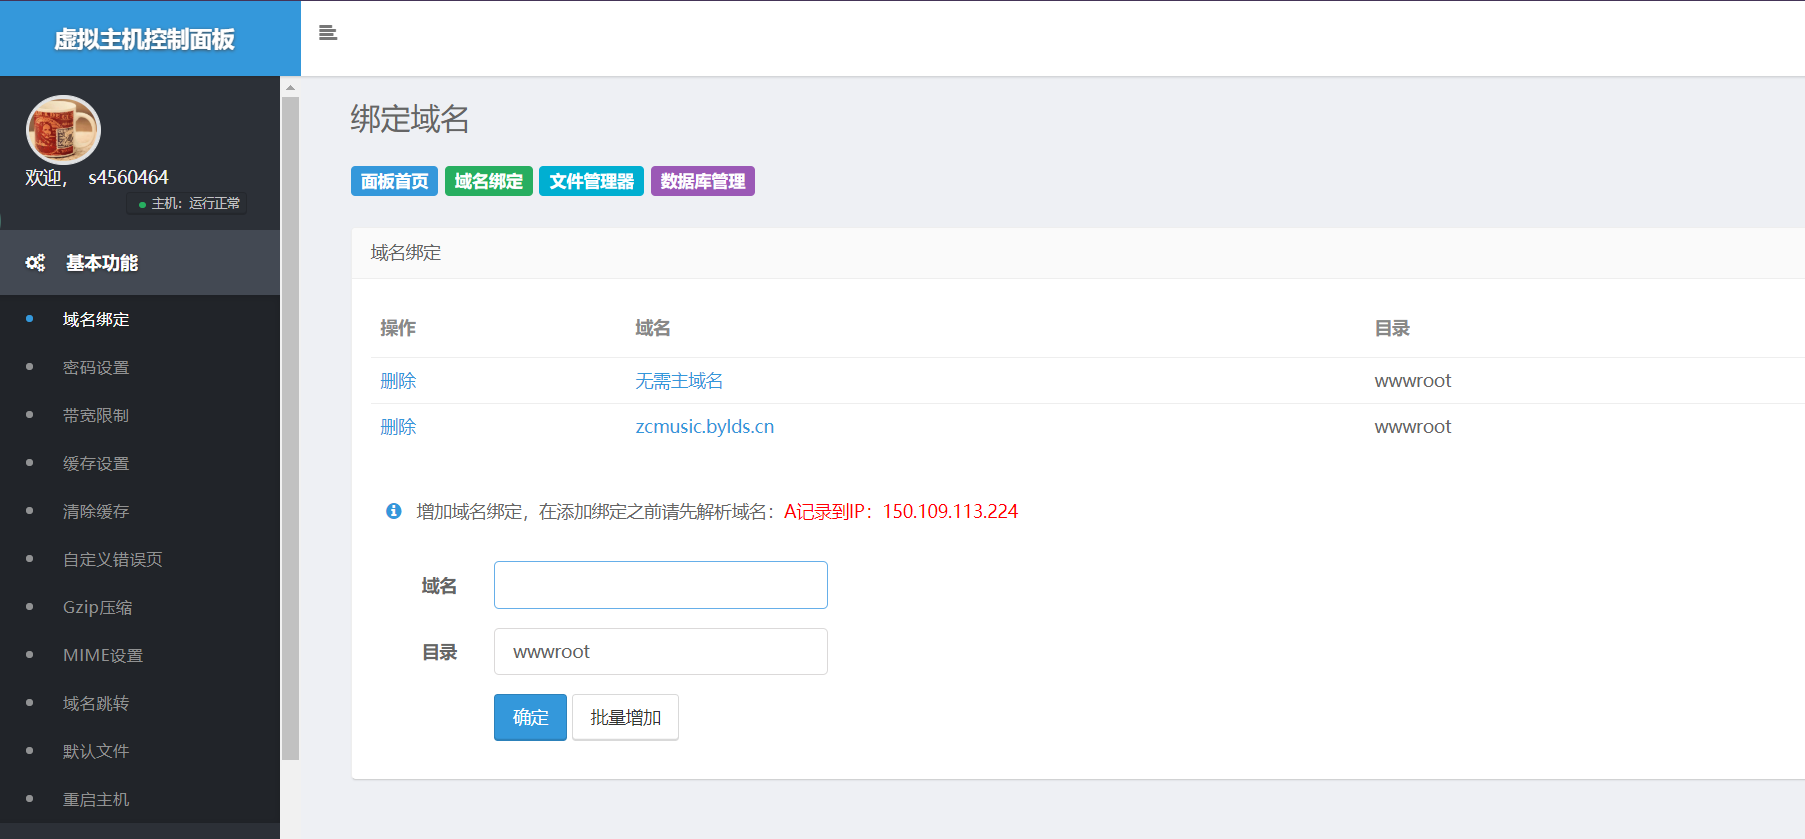 虚拟主机控制面板
欢迎， s4560464
主机：运行正常
基本功能
域名绑定
密码设置
带宽限制
缓存设置
清除缓存
自定义错误页
Gzip压缩
MIME设置
域名跳转
默认文件
重启主机
绑定域名
面板首页 域名绑定 文件管理器 数据库管理
域名绑定
操作 域名 目录
删除 无需主域名 wwwroot
删除 zcmusic.bylds.cn wwwroot
增加域名绑定，在添加绑定之前请先解析域名：A记录到IP：150.109.113.224
域名
目录 wwwroot
确定 批量增加